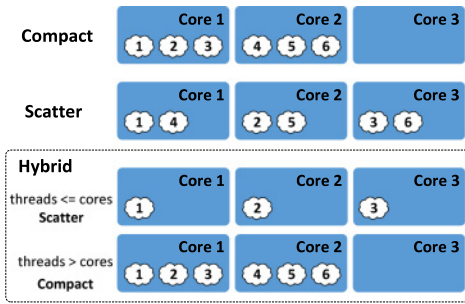 Compact
Core 1 Core 2 Core 3
1 2 3 4 5 6
Scatter
Core 1 Core 2 Core 3
1 4 2 5 3 6
Hybrid
threads <= cores
Scatter
Core 1 Core 2 Core 3
1 2 3
threads > cores
Compact
Core 1 Core 2 Core 3
1 2 3 4 5 6